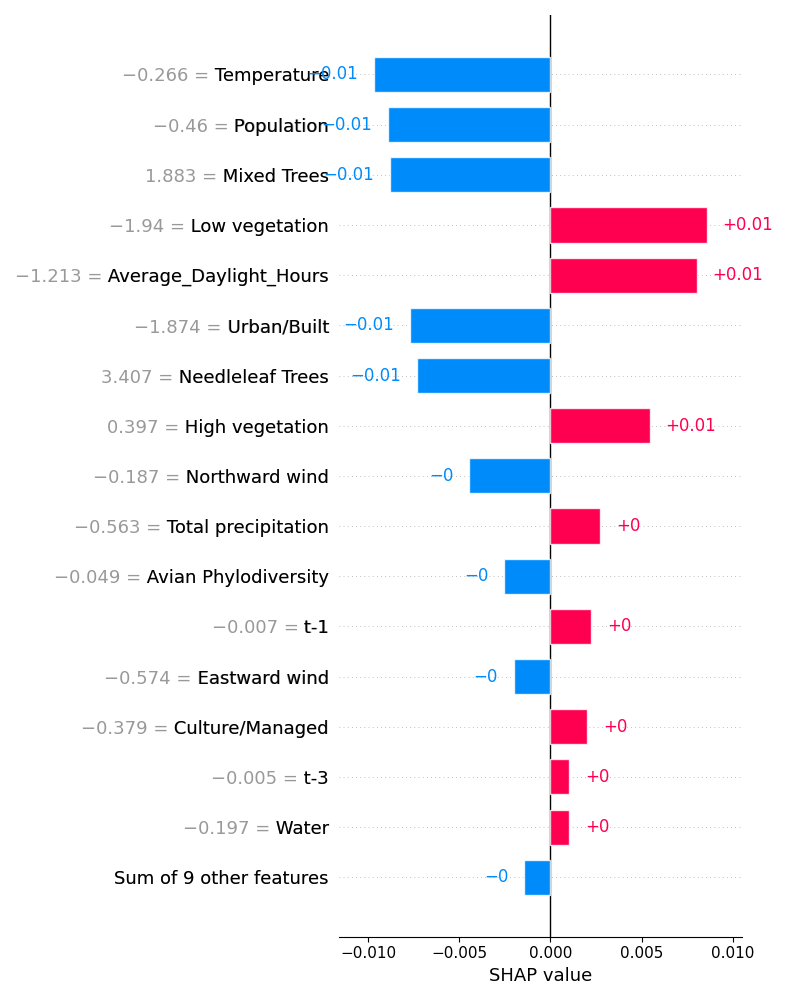 −0.266 = Temperature −0.01
−0.46 = Population −0.01
1.883 = Mixed Trees −0.01
−1.94 = Low vegetation +0.01
−1.213 = Average_Daylight_Hours +0.01
−1.874 = Urban/Built −0.01
3.407 = Needleleaf Trees −0.01
0.397 = High vegetation +0.01
−0.187 = Northward wind −0
−0.563 = Total precipitation +0
−0.049 = Avian Phylodiversity −0
−0.007 = t-1 +0
−0.574 = Eastward wind −0
−0.379 = Culture/Managed +0
−0.005 = t-3 +0
−0.197 = Water +0
Sum of 9 other features −0
−0.010 −0.005 0.000 0.005 0.010
SHAP value